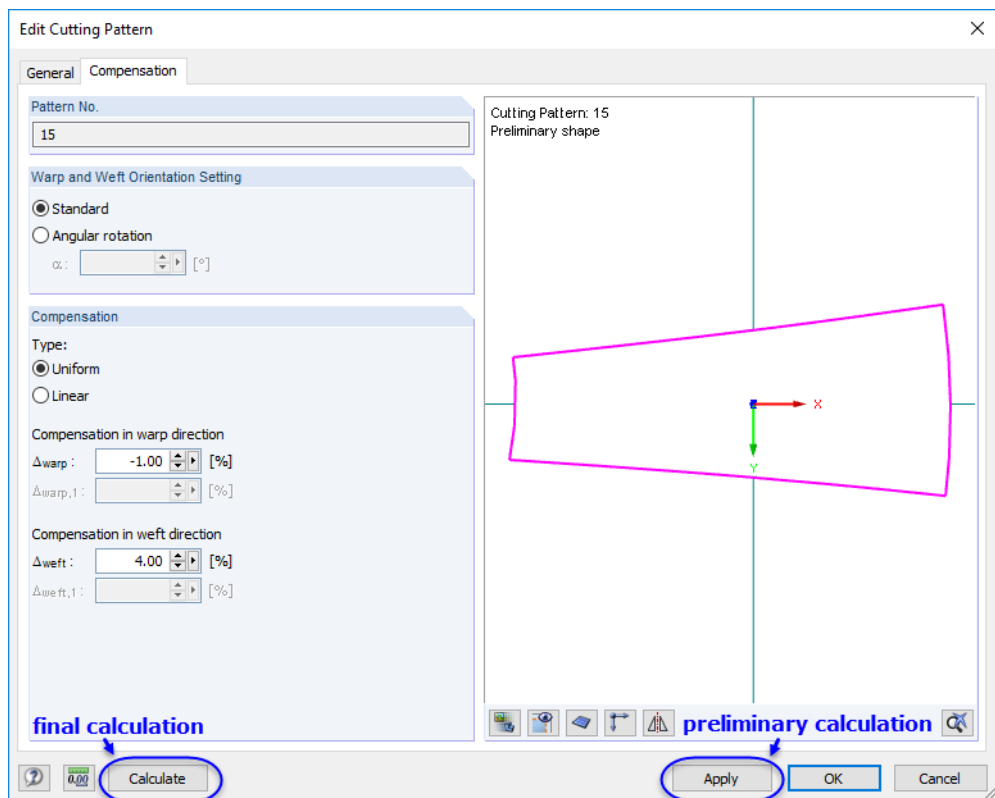 Edit Cutting Pattern
General Compensation
Pattern No.
15
Warp and Weft Orientation Setting
Standard
Angular rotation
α: [°]
Compensation
Type:
Uniform
Linear
Compensation in warp direction
Δwarp : -1.00 [%]
Δwarp,1 : [%]
Compensation in weft direction
Δweft : 4.00 [%]
Δweft,1 : [%]
Cutting Pattern: 15
Preliminary shape
X
Y
final calculation
preliminary calculation
0.00
Calculate
Apply
OK
Cancel